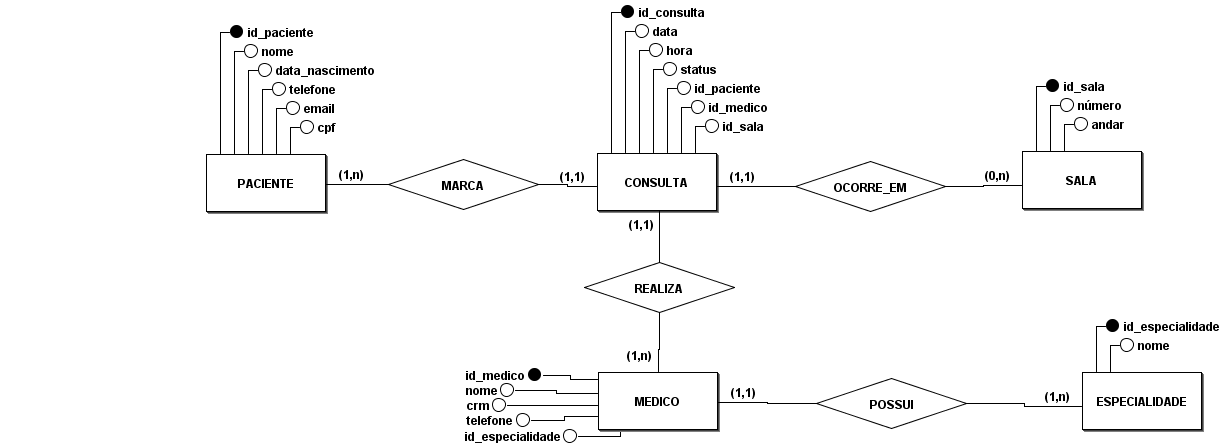 id_paciente
nome
data_nascimento
telefone
email
cpf
PACIENTE
(1,n)
MARCA
(1,1)
id_consulta
data
hora
status
id_paciente
id_medico
id_sala
CONSULTA
(1,1)
OCORRE_EM
(0,n)
id_sala
número
andar
SALA
(1,1)
REALIZA
(1,n)
id_medico
nome
crm
telefone
id_especialidade
MEDICO
(1,1)
POSSUI
(1,n)
id_especialidade
nome
ESPECIALIDADE